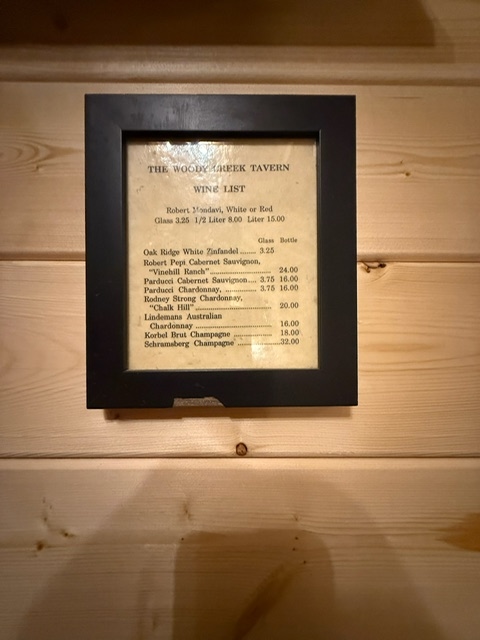 THE WOODY CREEK TAVERN
WINE LIST
Robert Mondavi, White or Red
Glass 3.25 1/2 Liter 8.00 Liter 15.00
Glass Bottle
Oak Ridge White Zinfandel ....... 3.25
Robert Pepi Cabernet Sauvignon,
"Vinehill Ranch" .............................. 24.00
Parducci Cabernet Sauvignon.... 3.75 16.00
Parducci Chardonnay, .............. 3.75 16.00
Rodney Strong Chardonnay,
"Chalk Hill" ..................................... 20.00
Lindemans Australian
Chardonnay ..................................... 16.00
Korbel Brut Champagne .................. 18.00
Schramsberg Champagne .....................32.00